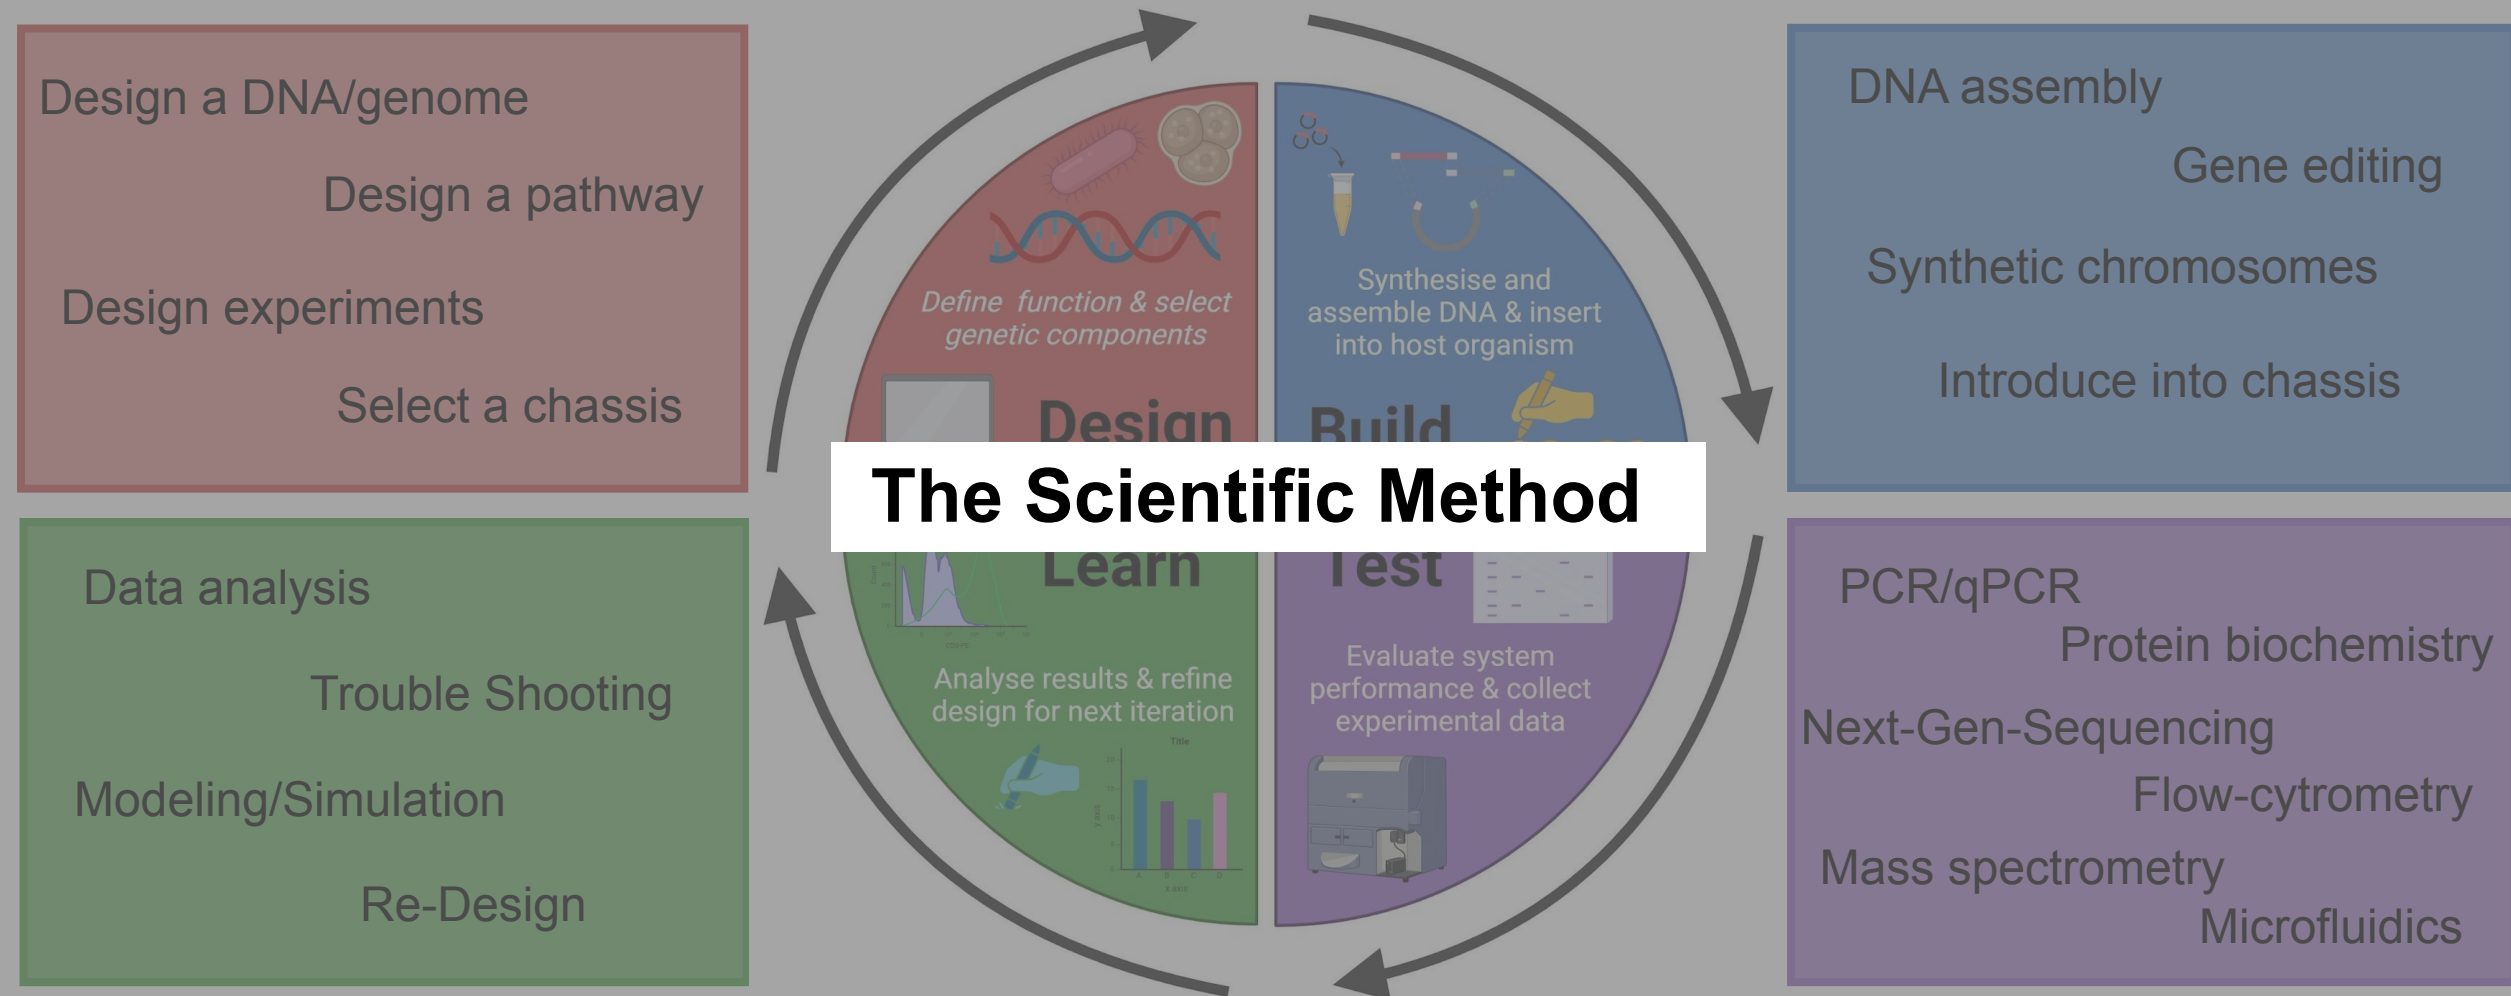 Design a DNA/genome
Design a pathway
Design experiments
Select a chassis
Define function & select
genetic components
Design
Synthesise and
assemble DNA & insert
into host organism
Build
DNA assembly
Gene editing
Synthetic chromosomes
Introduce into chassis
The Scientific Method
Data analysis
Trouble Shooting
Modeling/Simulation
Re-Design
Learn
Analyse results & refine
design for next iteration
Title
A B C D
Test
Evaluate system
performance & collect
experimental data
PCR/qPCR
Protein biochemistry
Next-Gen-Sequencing
Flow-cytrometry
Mass spectrometry
Microfluidics